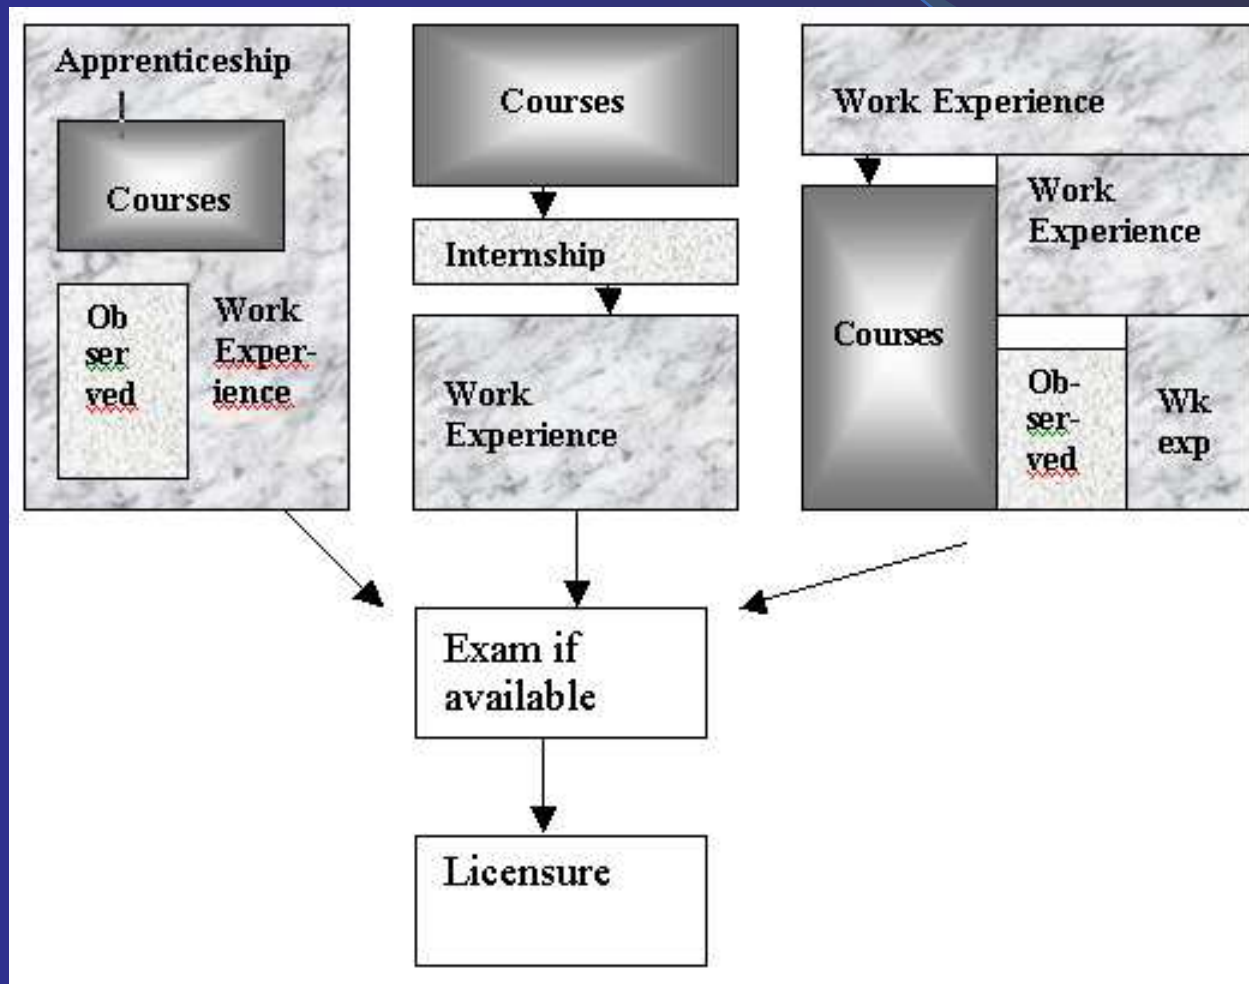 Apprenticeship
Courses
Ob
ser
ved
Work
Exper-
ience
Courses
Internship
Work
Experience
Work Experience
Work
Experience
Courses
Ob-
ser-
ved
Wk
exp
Exam if
available
Licensure